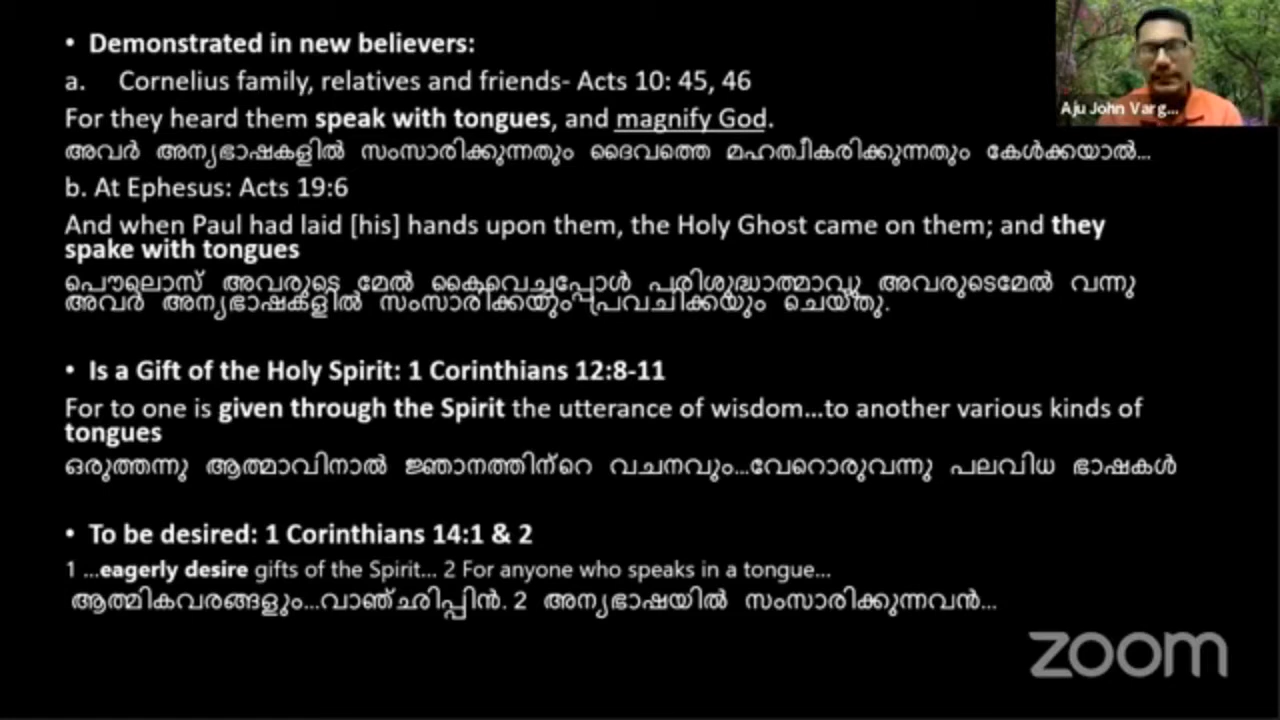 • Demonstrated in new believers:
a. Cornelius family, relatives and friends- Acts 10: 45, 46
For they heard them speak with tongues, and magnify God.
അവർ അന്യഭാഷകളിൽ സംസാരിക്കുന്നതും ദൈവത്തെ മഹത്വീകരിക്കുന്നതും കേൾക്കയാൽ...
b. At Ephesus: Acts 19:6
And when Paul had laid [his] hands upon them, the Holy Ghost came on them; and they
spake with tongues
പൌലൊസ് അവരുടെ മേൽ കൈവെച്ചപ്പോൾ പരിശുദ്ധാത്മാവു അവരുടെമേൽ വന്നു
അവർ അന്യഭാഷകളിൽ സംസാരിക്കയും പ്രവചിക്കയും ചെയ്തു.
• Is a Gift of the Holy Spirit: 1 Corinthians 12:8-11
For to one is given through the Spirit the utterance of wisdom...to another various kinds of
tongues
ഒരുത്തന്നു ആത്മാവിനാൽ ജ്ഞാനത്തിന്റെ വചനവും...വേറൊരുവന്നു പലവിധ ഭാഷകൾ
• To be desired: 1 Corinthians 14:1 & 2
1 ...eagerly desire gifts of the Spirit... 2 For anyone who speaks in a tongue...
ആത്മികവരങ്ങളും...വാഞ്ഛിപ്പിൻ. 2 അന്യഭാഷയിൽ സംസാരിക്കുന്നവൻ...
Aju John Varg...
zoom